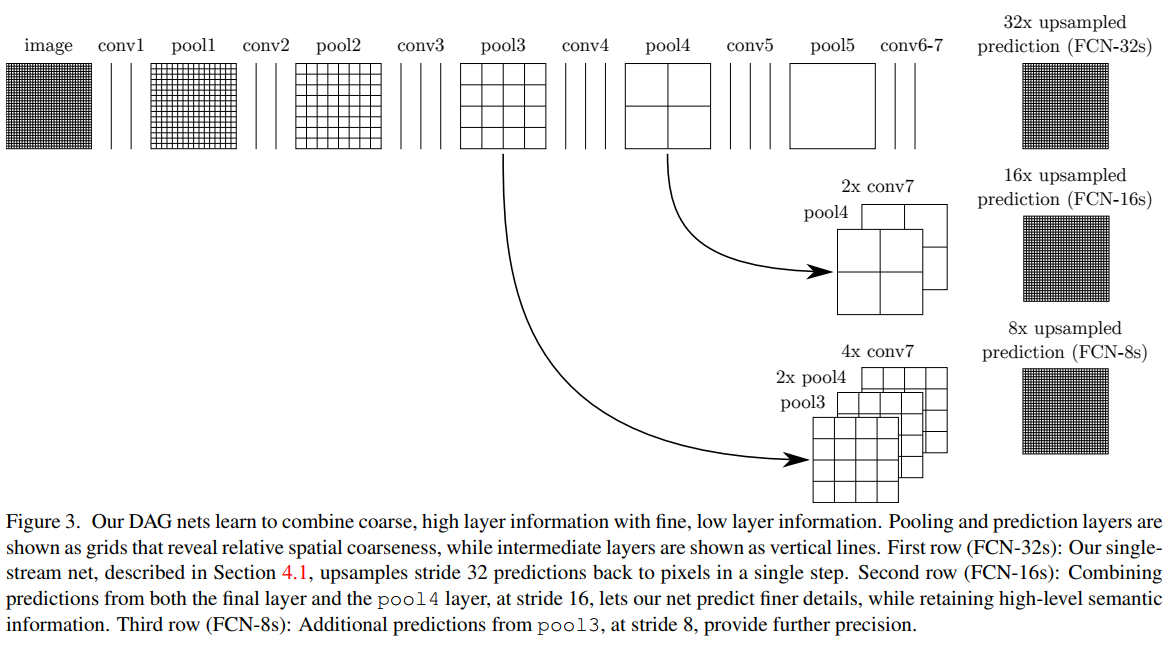 image conv1 pool1 conv2 pool2 conv3 pool3 conv4 pool4 conv5 pool5 conv6-7
32x upsampled
prediction (FCN-32s)
16x upsampled
prediction (FCN-16s)
2x conv7
pool4
8x upsampled
prediction (FCN-8s)
4x conv7
2x pool4
pool3
Figure 3. Our DAG nets learn to combine coarse, high layer information with fine, low layer information. Pooling and prediction layers are
shown as grids that reveal relative spatial coarseness, while intermediate layers are shown as vertical lines. First row (FCN-32s): Our single-
stream net, described in Section 4.1, upsamples stride 32 predictions back to pixels in a single step. Second row (FCN-16s): Combining
predictions from both the final layer and the pool4 layer, at stride 16, lets our net predict finer details, while retaining high-level semantic
information. Third row (FCN-8s): Additional predictions from pool3, at stride 8, provide further precision.